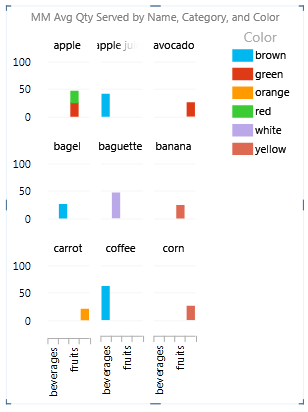 MM Avg Qty Served by Name, Category, and Color
apple
apple
avocado
Color
brown
green
orange
red
white
yellow
100
50
0
bagel
baguette
banana
100
50
0
carrot
coffee
corn
100
50
0
beverages
fruits
beverages
fruits
beverages
fruits